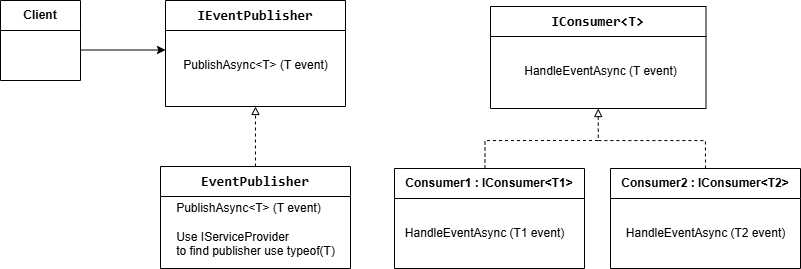 Client
IEventPublisher
PublishAsync<T> (T event)
EventPublisher
PublishAsync<T> (T event)
Use IServiceProvider
to find publisher use typeof(T)
IConsumer<T>
HandleEventAsync (T event)
Consumer1 : IConsumer<T1>
HandleEventAsync (T1 event)
Consumer2 : IConsumer<T2>
HandleEventAsync (T2 event)